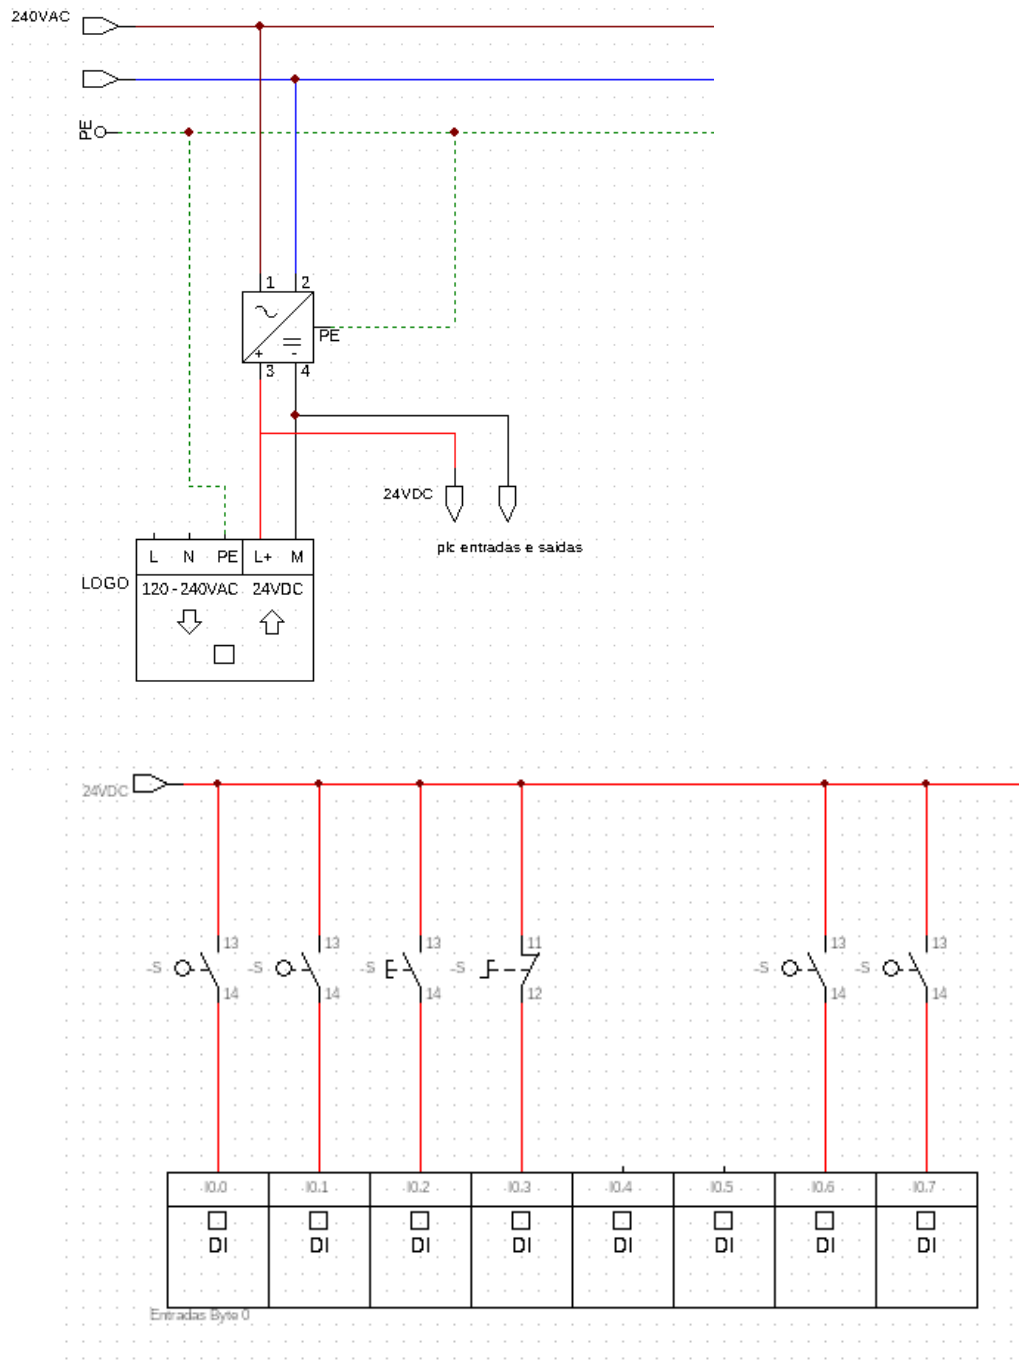 240VAC
PE
1 2
PE
+ -
3 4
24VDC
plc entradas e saidas
L N PE L+ M
LOGO
120-240VAC 24VDC
24VDC
13 13 13 11 13 13
-S -S -S -S -S -S
14 14 14 12 14 14
I0.0 I0.1 I0.2 I0.3 I0.4 I0.5 I0.6 I0.7
DI DI DI DI DI DI DI DI
Entradas Byte 0